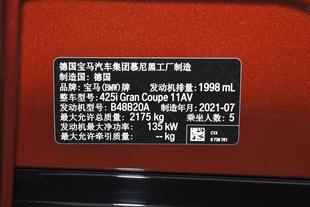 德国宝马汽车集团慕尼黑工厂制造
制造国：德国
品牌：宝马(BMW)牌 发动机排量：1998 mL
整车型号：425i Gran Coupe 11AV
发动机型号：B48B20A 制造年月：2021-07
最大允许总质量：2175 kg 乘坐人数：5
发动机最大净功率：135 kW
最大允许牵引质量：-- kg
C1X
9 738 781